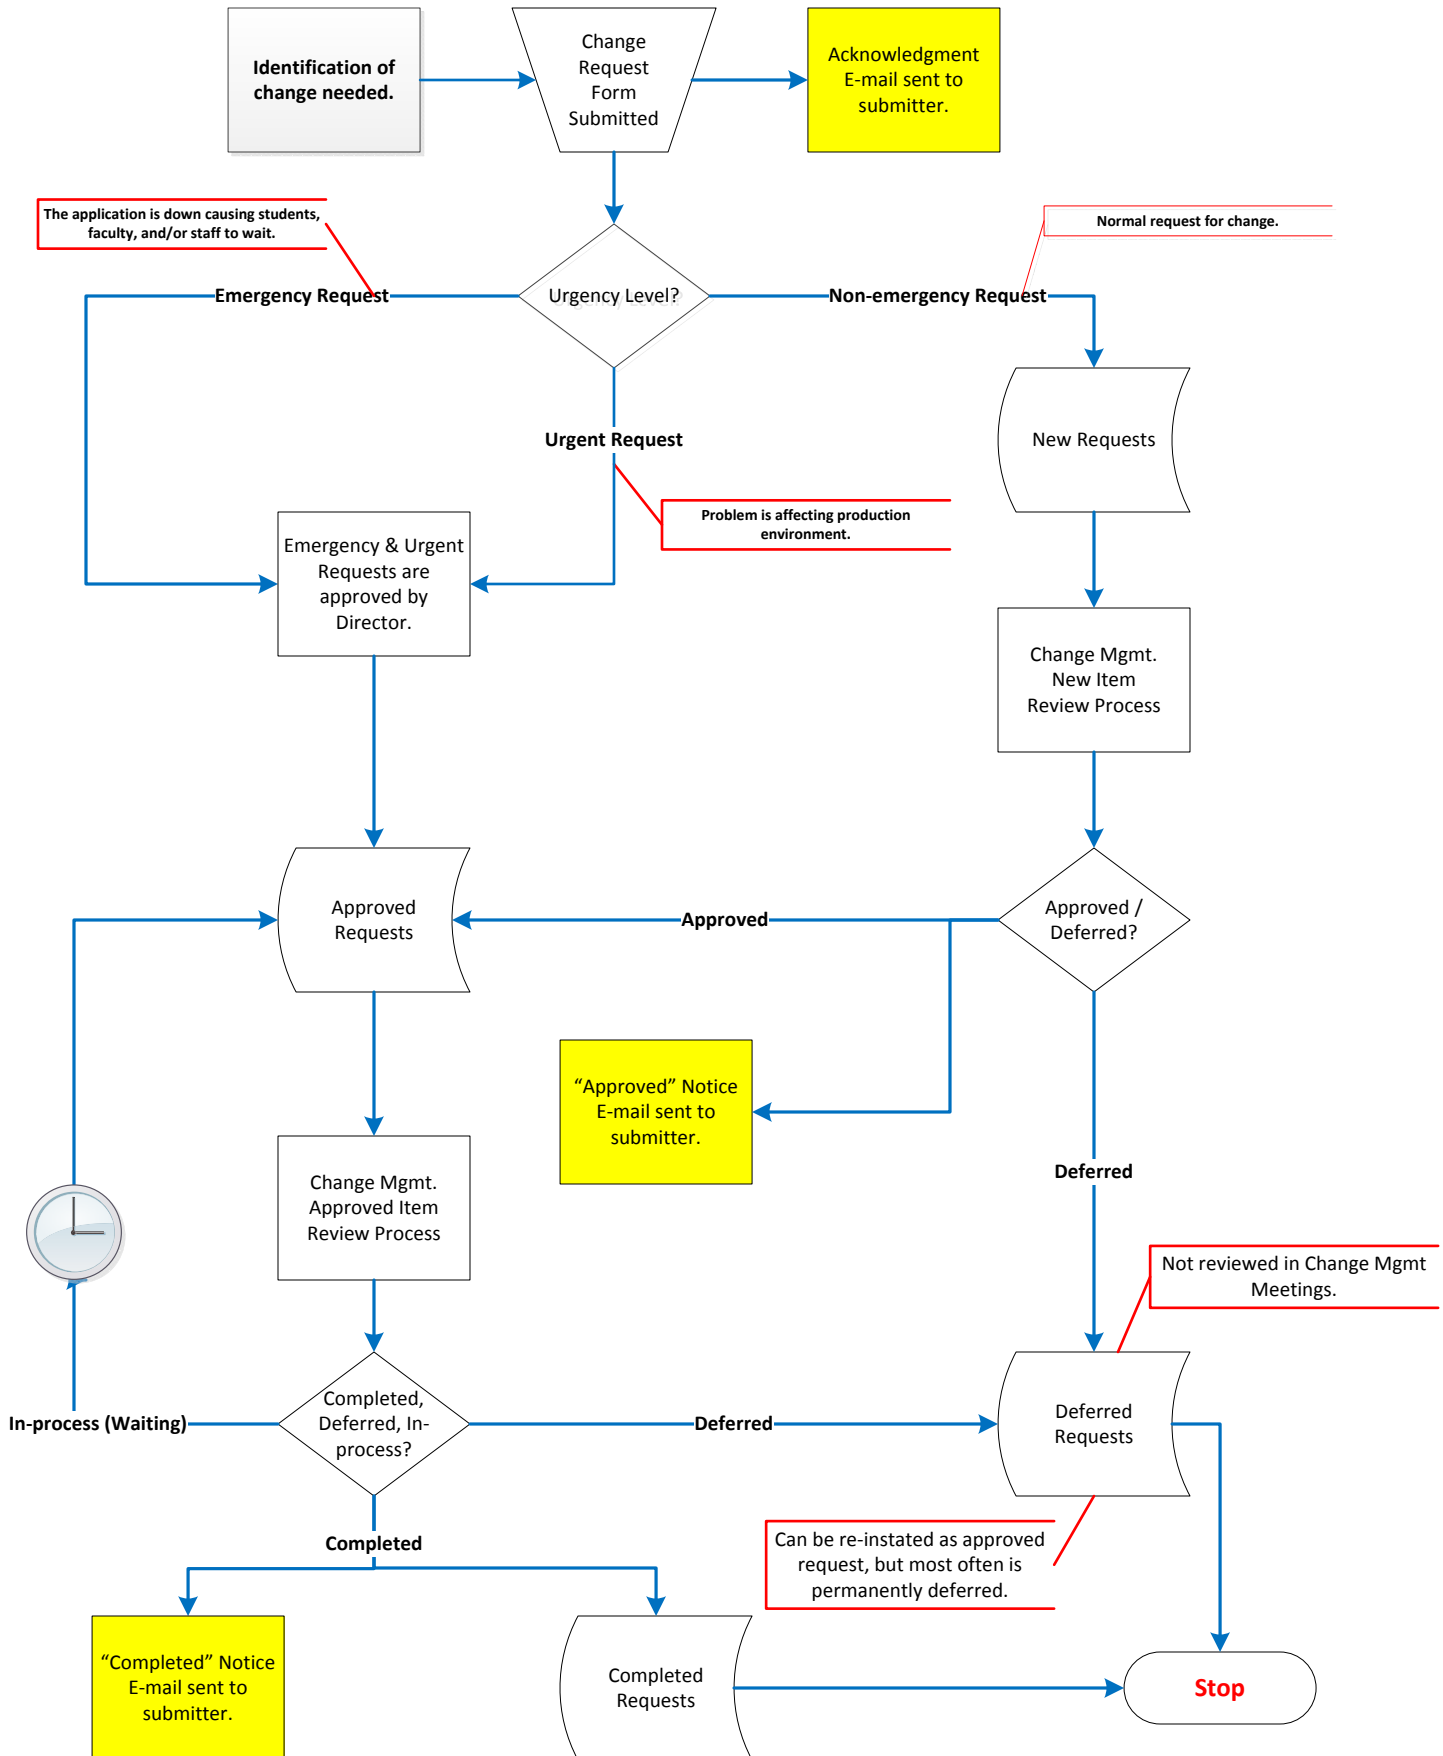 Identification of
change needed.
Change
Request
Form
Submitted
Acknowledgment
E-mail sent to
submitter.
The application is down causing students,
faculty, and/or staff to wait.
Normal request for change.
Emergency Request
Urgency Level?
Non-emergency Request
Urgent Request
New Requests
Problem is affecting production
environment.
Emergency & Urgent
Requests are
approved by
Director.
Change Mgmt.
New Item
Review Process
Approved
Requests
Approved
Approved /
Deferred?
“Approved” Notice
E-mail sent to
submitter.
Deferred
Change Mgmt.
Approved Item
Review Process
Not reviewed in Change Mgmt
Meetings.
In-process (Waiting)
Completed,
Deferred, In-
process?
Deferred
Deferred
Requests
Completed
Can be re-instated as approved
request, but most often is
permanently deferred.
“Completed” Notice
E-mail sent to
submitter.
Completed
Requests
Stop